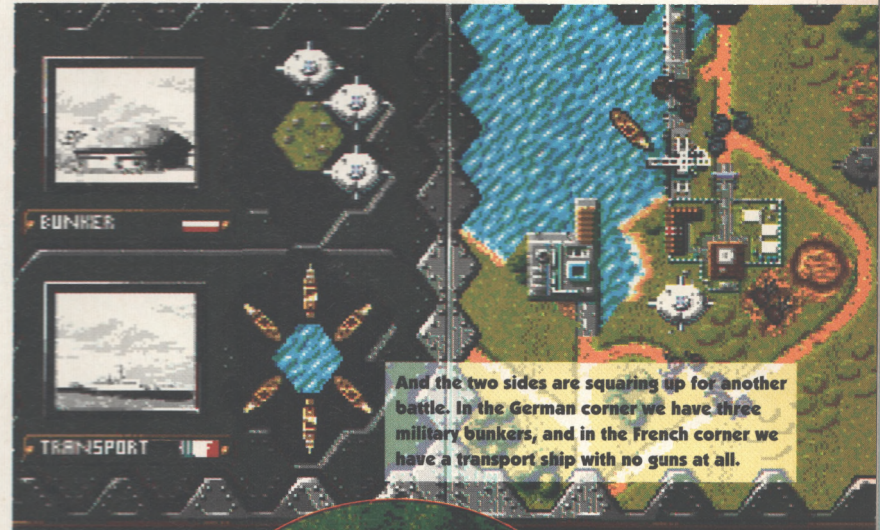 BUNKER
TRANSPORT
And the two sides are squaring up for another
battle. In the German corner we have three
military bunkers, and in the French corner we
have a transport ship with no guns at all.